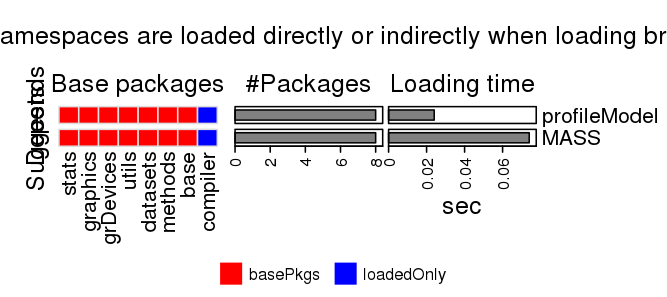 amespaces are loaded directly or indirectly when loading br
Base packages
#Packages
Loading time
Depends
Suggests
profileModel
MASS
stats
graphics
grDevices
utils
datasets
methods
base
compiler
0 2 4 6 8
0 0.02 0.04 0.06
sec
basePkgs
loadedOnly